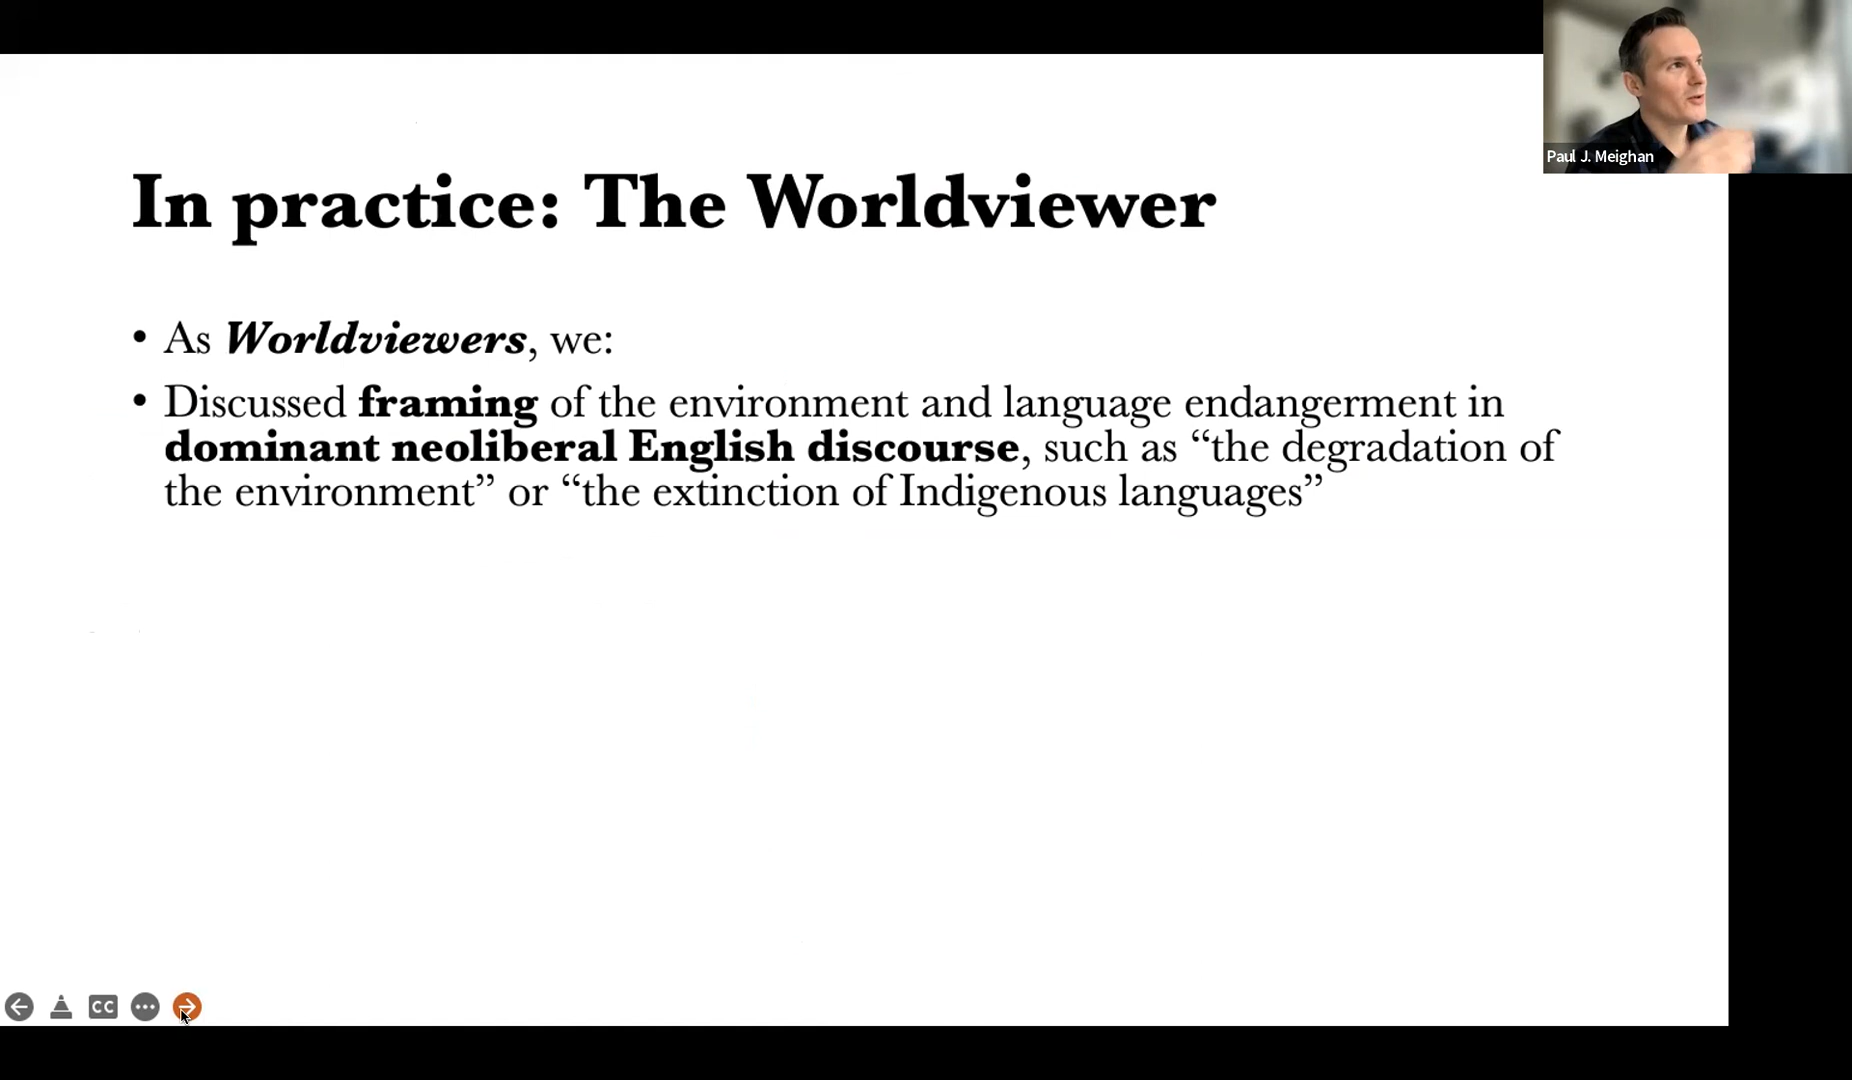 Paul J. Meighan
In practice: The Worldviewer
• As Worldviewers, we:
• Discussed framing of the environment and language endangerment in
dominant neoliberal English discourse, such as “the degradation of
the environment” or “the extinction of Indigenous languages”
CC